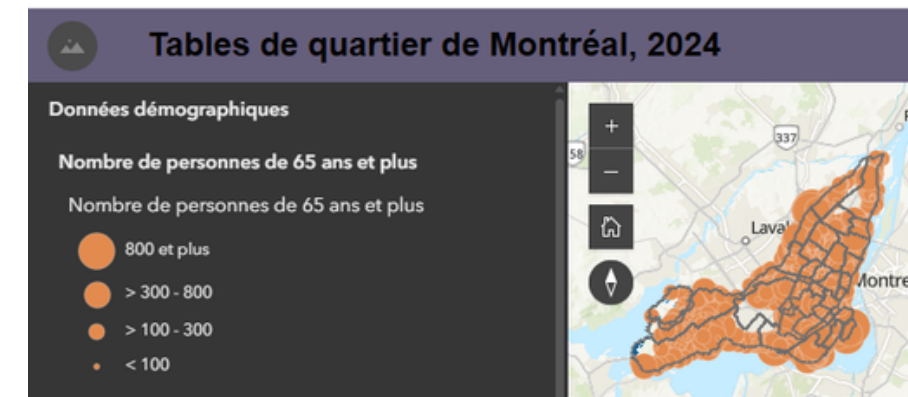 Tables de quartier de Montréal, 2024
Données démographiques
Nombre de personnes de 65 ans et plus
Nombre de personnes de 65 ans et plus
800 et plus
> 300 - 800
> 100 - 300
< 100
+
−
337
58
Laval
Montre